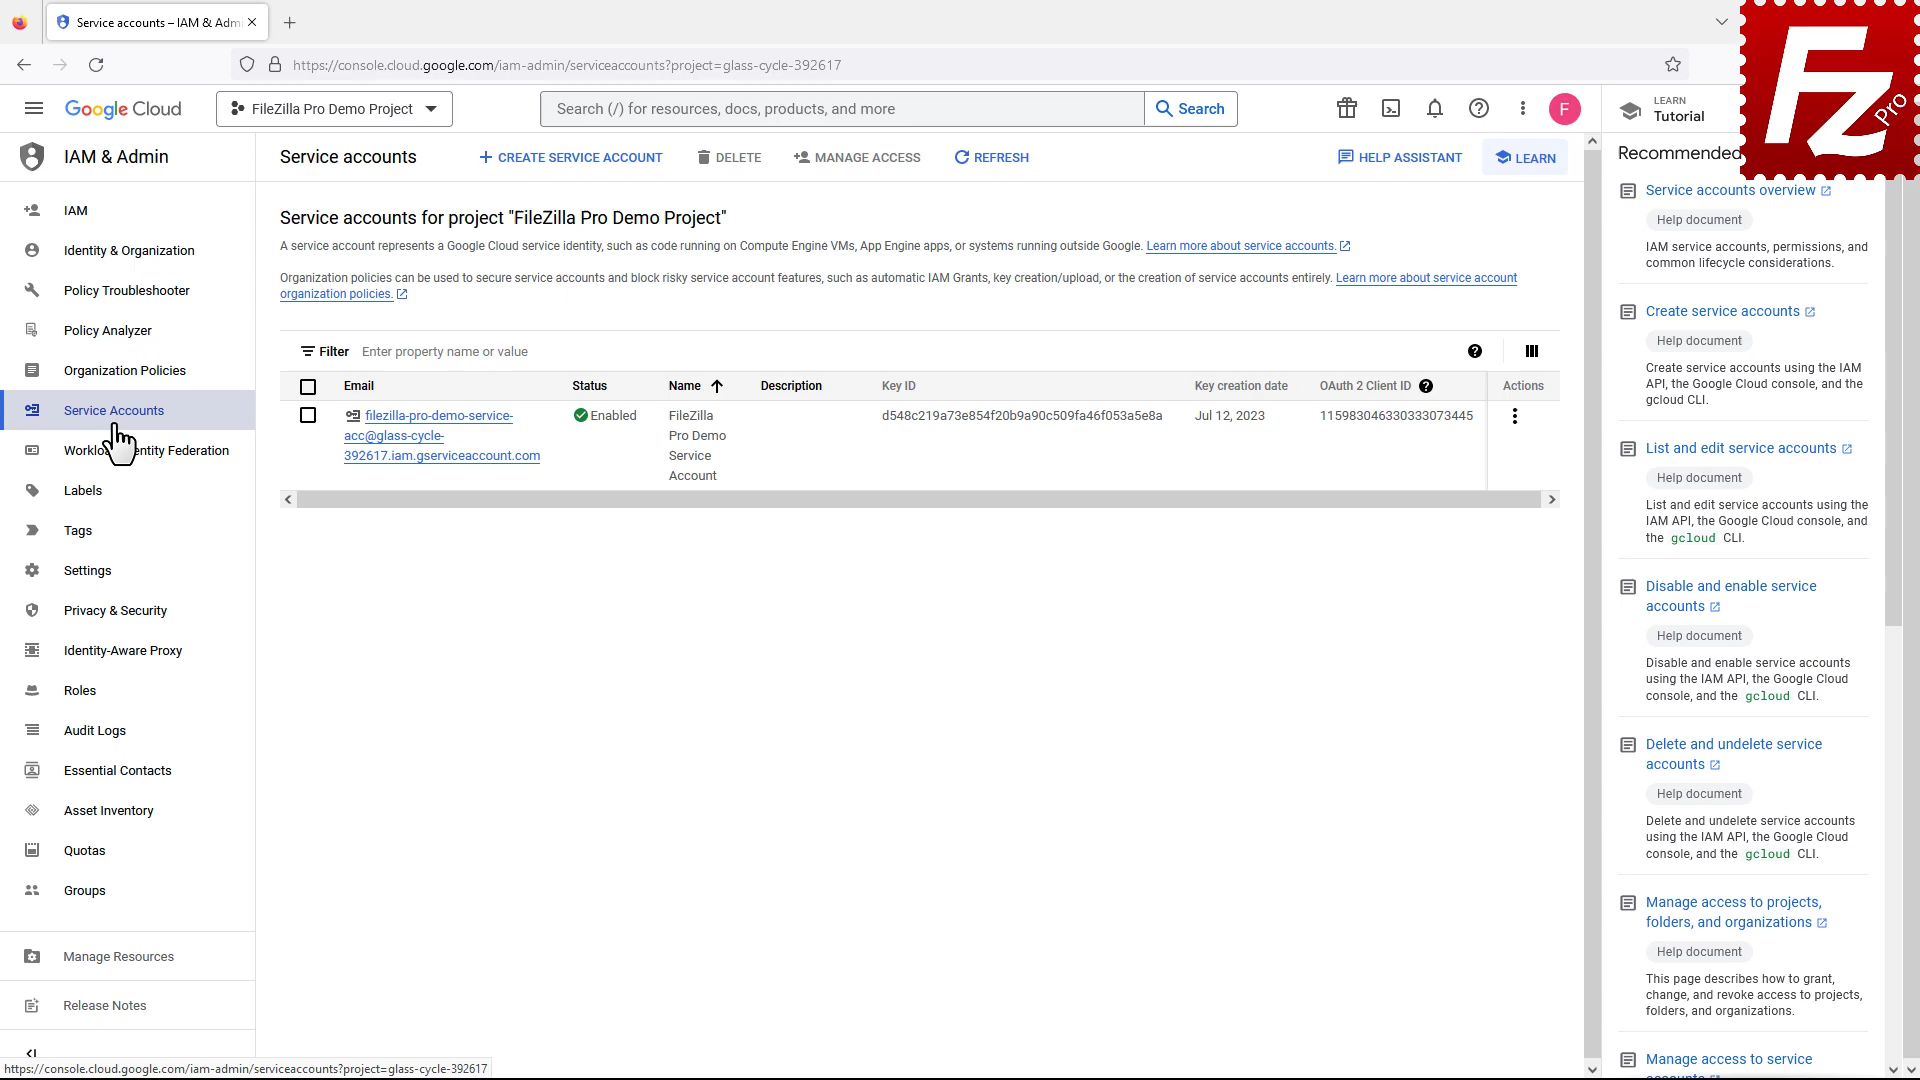 Service accounts – IAM & Admi
https://console.cloud.google.com/iam-admin/serviceaccounts?project=glass-cycle-392617
Google Cloud
FileZilla Pro Demo Project
Search (/) for resources, docs, products, and more
Search
F
LEARN
Tutorial
Fz Pro
IAM & Admin
IAM
Identity & Organization
Policy Troubleshooter
Policy Analyzer
Organization Policies
Service Accounts
Labels
Tags
Settings
Privacy & Security
Identity-Aware Proxy
Roles
Audit Logs
Essential Contacts
Asset Inventory
Quotas
Groups
Manage Resources
Release Notes
https://console.cloud.google.com/iam-admin/serviceaccounts?project=glass-cycle-392617
Service accounts
CREATE SERVICE ACCOUNT
DELETE
MANAGE ACCESS
REFRESH
HELP ASSISTANT
LEARN
Service accounts for project "FileZilla Pro Demo Project"
A service account represents a Google Cloud service identity, such as code running on Compute Engine VMs, App Engine apps, or systems running outside Google. Learn more about service accounts.
Organization policies can be used to secure service accounts and block risky service account features, such as automatic IAM Grants, key creation/upload, or the creation of service accounts entirely. Learn more about service account
organization policies.
Filter Enter property name or value
Email Status Name Description Key ID Key creation date OAuth 2 Client ID Actions
filezilla-pro-demo-service- Enabled FileZilla d548c219a73e854f20b9a90c509fa46f053a5e8a Jul 12, 2023 115983046330333073445
acc@glass-cycle- Pro Demo
392617.iam.gserviceaccount.com Service
Account
Recommended
Service accounts overview
Help document
IAM service accounts, permissions, and
common lifecycle considerations.
Create service accounts
Help document
Create service accounts using the IAM
API, the Google Cloud console, and the
gcloud CLI.
List and edit service accounts
Help document
List and edit service accounts using the
IAM API, the Google Cloud console, and
the gcloud CLI.
Disable and enable service
accounts
Help document
Disable and enable service accounts
using the IAM API, the Google Cloud
console, and the gcloud CLI.
Delete and undelete service
accounts
Help document
Delete and undelete service accounts
using the IAM API, the Google Cloud
console, and the gcloud CLI.
Manage access to projects,
folders, and organizations
Help document
This page describes how to grant,
change, and revoke access to projects,
folders, and organizations.
Manage access to service